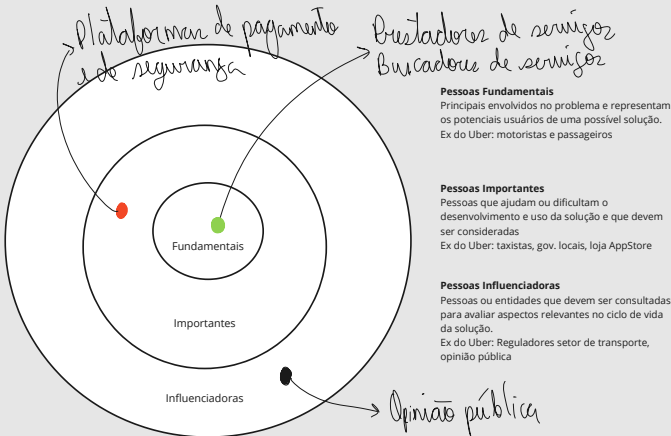 Plataformas de pagamento
e de segurança
Prestadores de serviços
Buscadores de serviços
Pessoas Fundamentais
Principais envolvidos no problema e representam
os potenciais usuários de uma possível solução.
Ex do Uber: motoristas e passageiros
Pessoas Importantes
Pessoas que ajudam ou dificultam o
desenvolvimento e uso da solução e que devem
ser consideradas
Ex do Uber: taxistas, gov. locais, loja AppStore
Pessoas Influenciadoras
Pessoas ou entidades que devem ser consultadas
para avaliar aspectos relevantes no ciclo de vida
da solução.
Ex do Uber: Reguladores setor de transporte,
opinião pública
Fundamentais
Importantes
Influenciadoras
Opinião pública